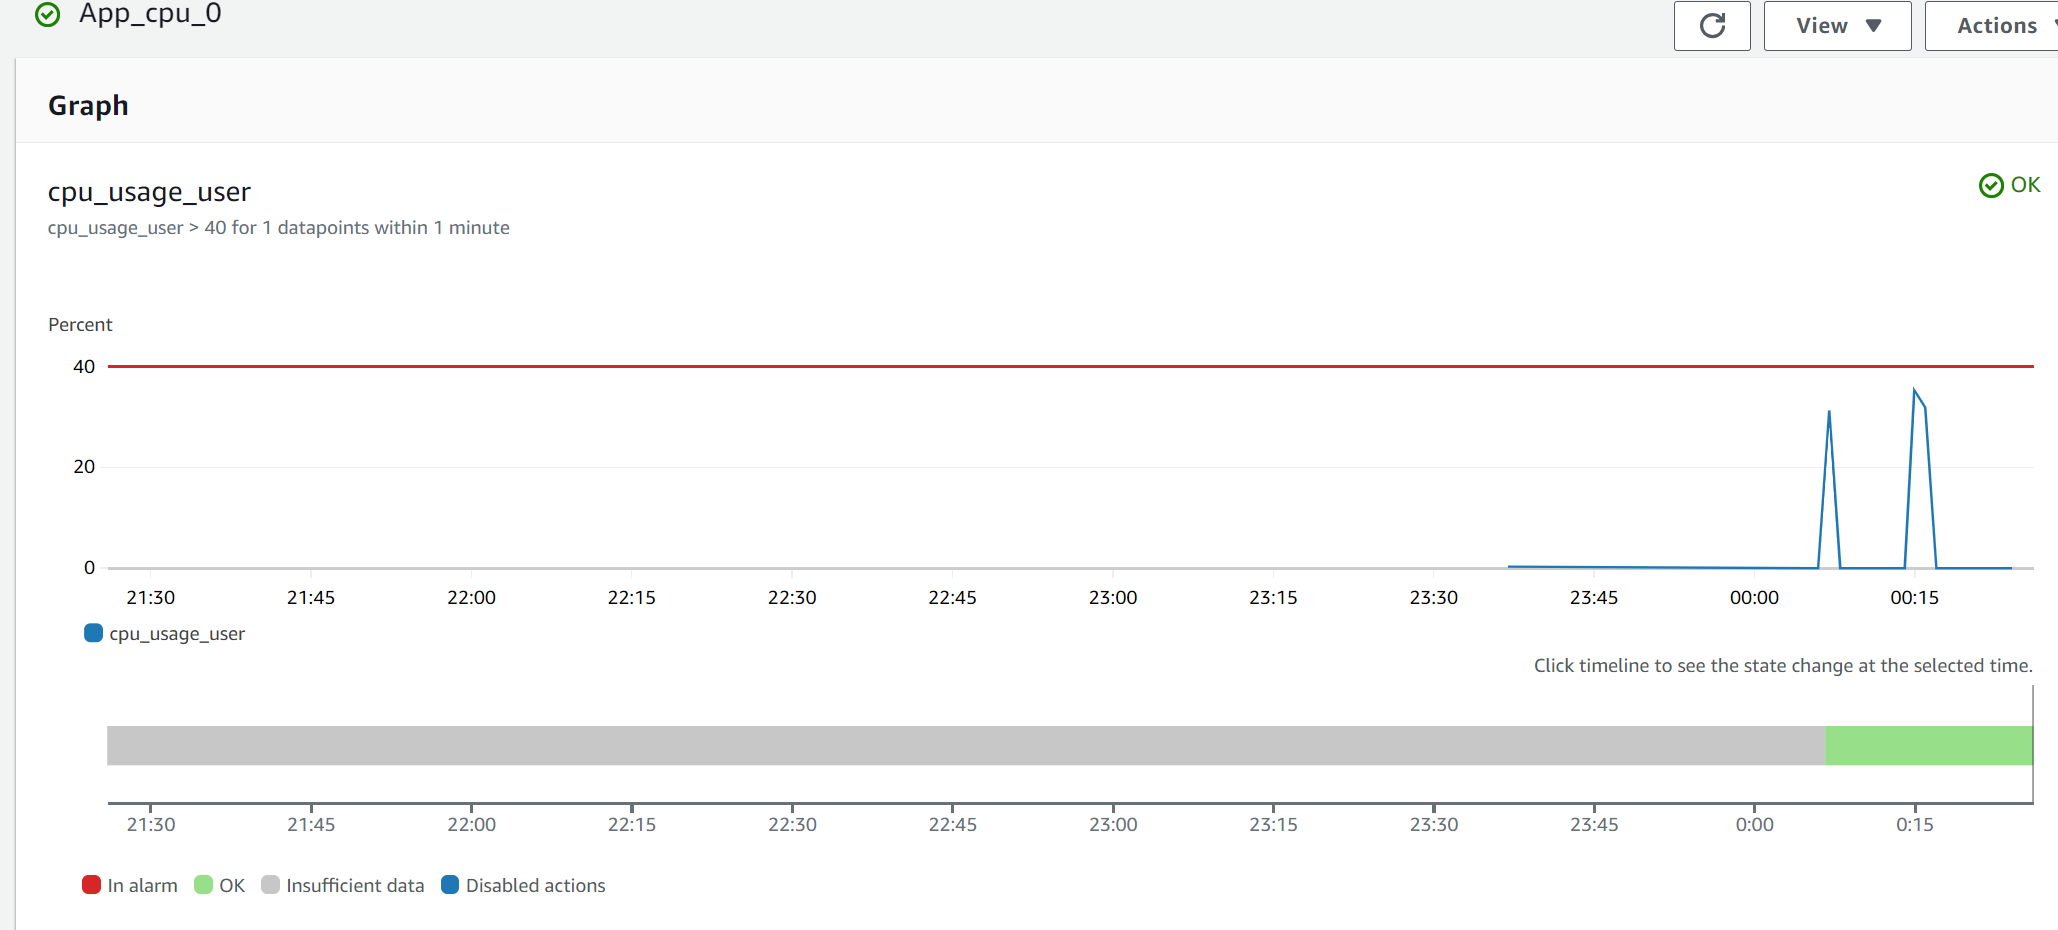 App_cpu_0
View
Actions
Graph
cpu_usage_user
OK
cpu_usage_user > 40 for 1 datapoints within 1 minute
Percent
40
20
0
21:30 21:45 22:00 22:15 22:30 22:45 23:00 23:15 23:30 23:45 00:00 00:15
cpu_usage_user
Click timeline to see the state change at the selected time.
21:30 21:45 22:00 22:15 22:30 22:45 23:00 23:15 23:30 23:45 0:00 0:15
In alarm OK Insufficient data Disabled actions